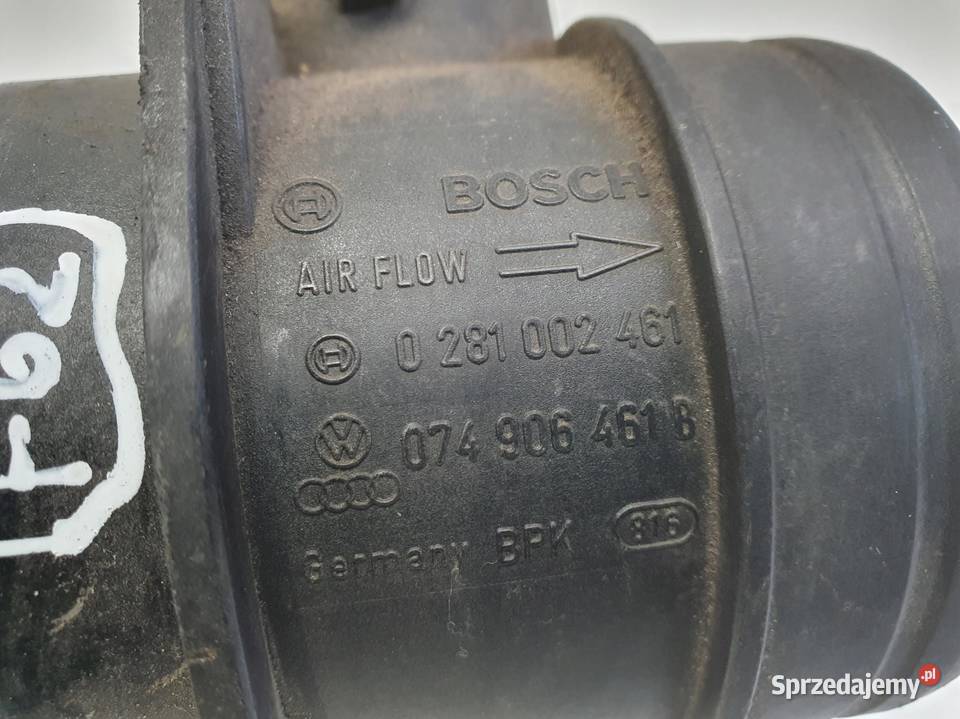 BOSCH
AIR FLOW
0 281 002 461
074 906 461 B
Germany BPK 816
Sprzedajemy.pl